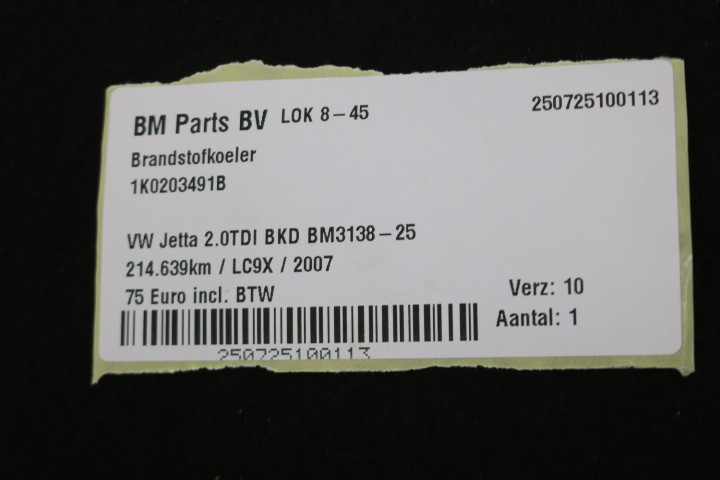 BM Parts BV LOK 8-45 250725100113
Brandstofkoeler
1K0203491B
VW Jetta 2.0TDI BKD BM3138-25
214.639km / LC9X / 2007
75 Euro incl. BTW Verz: 10
Aantal: 1
250725100113